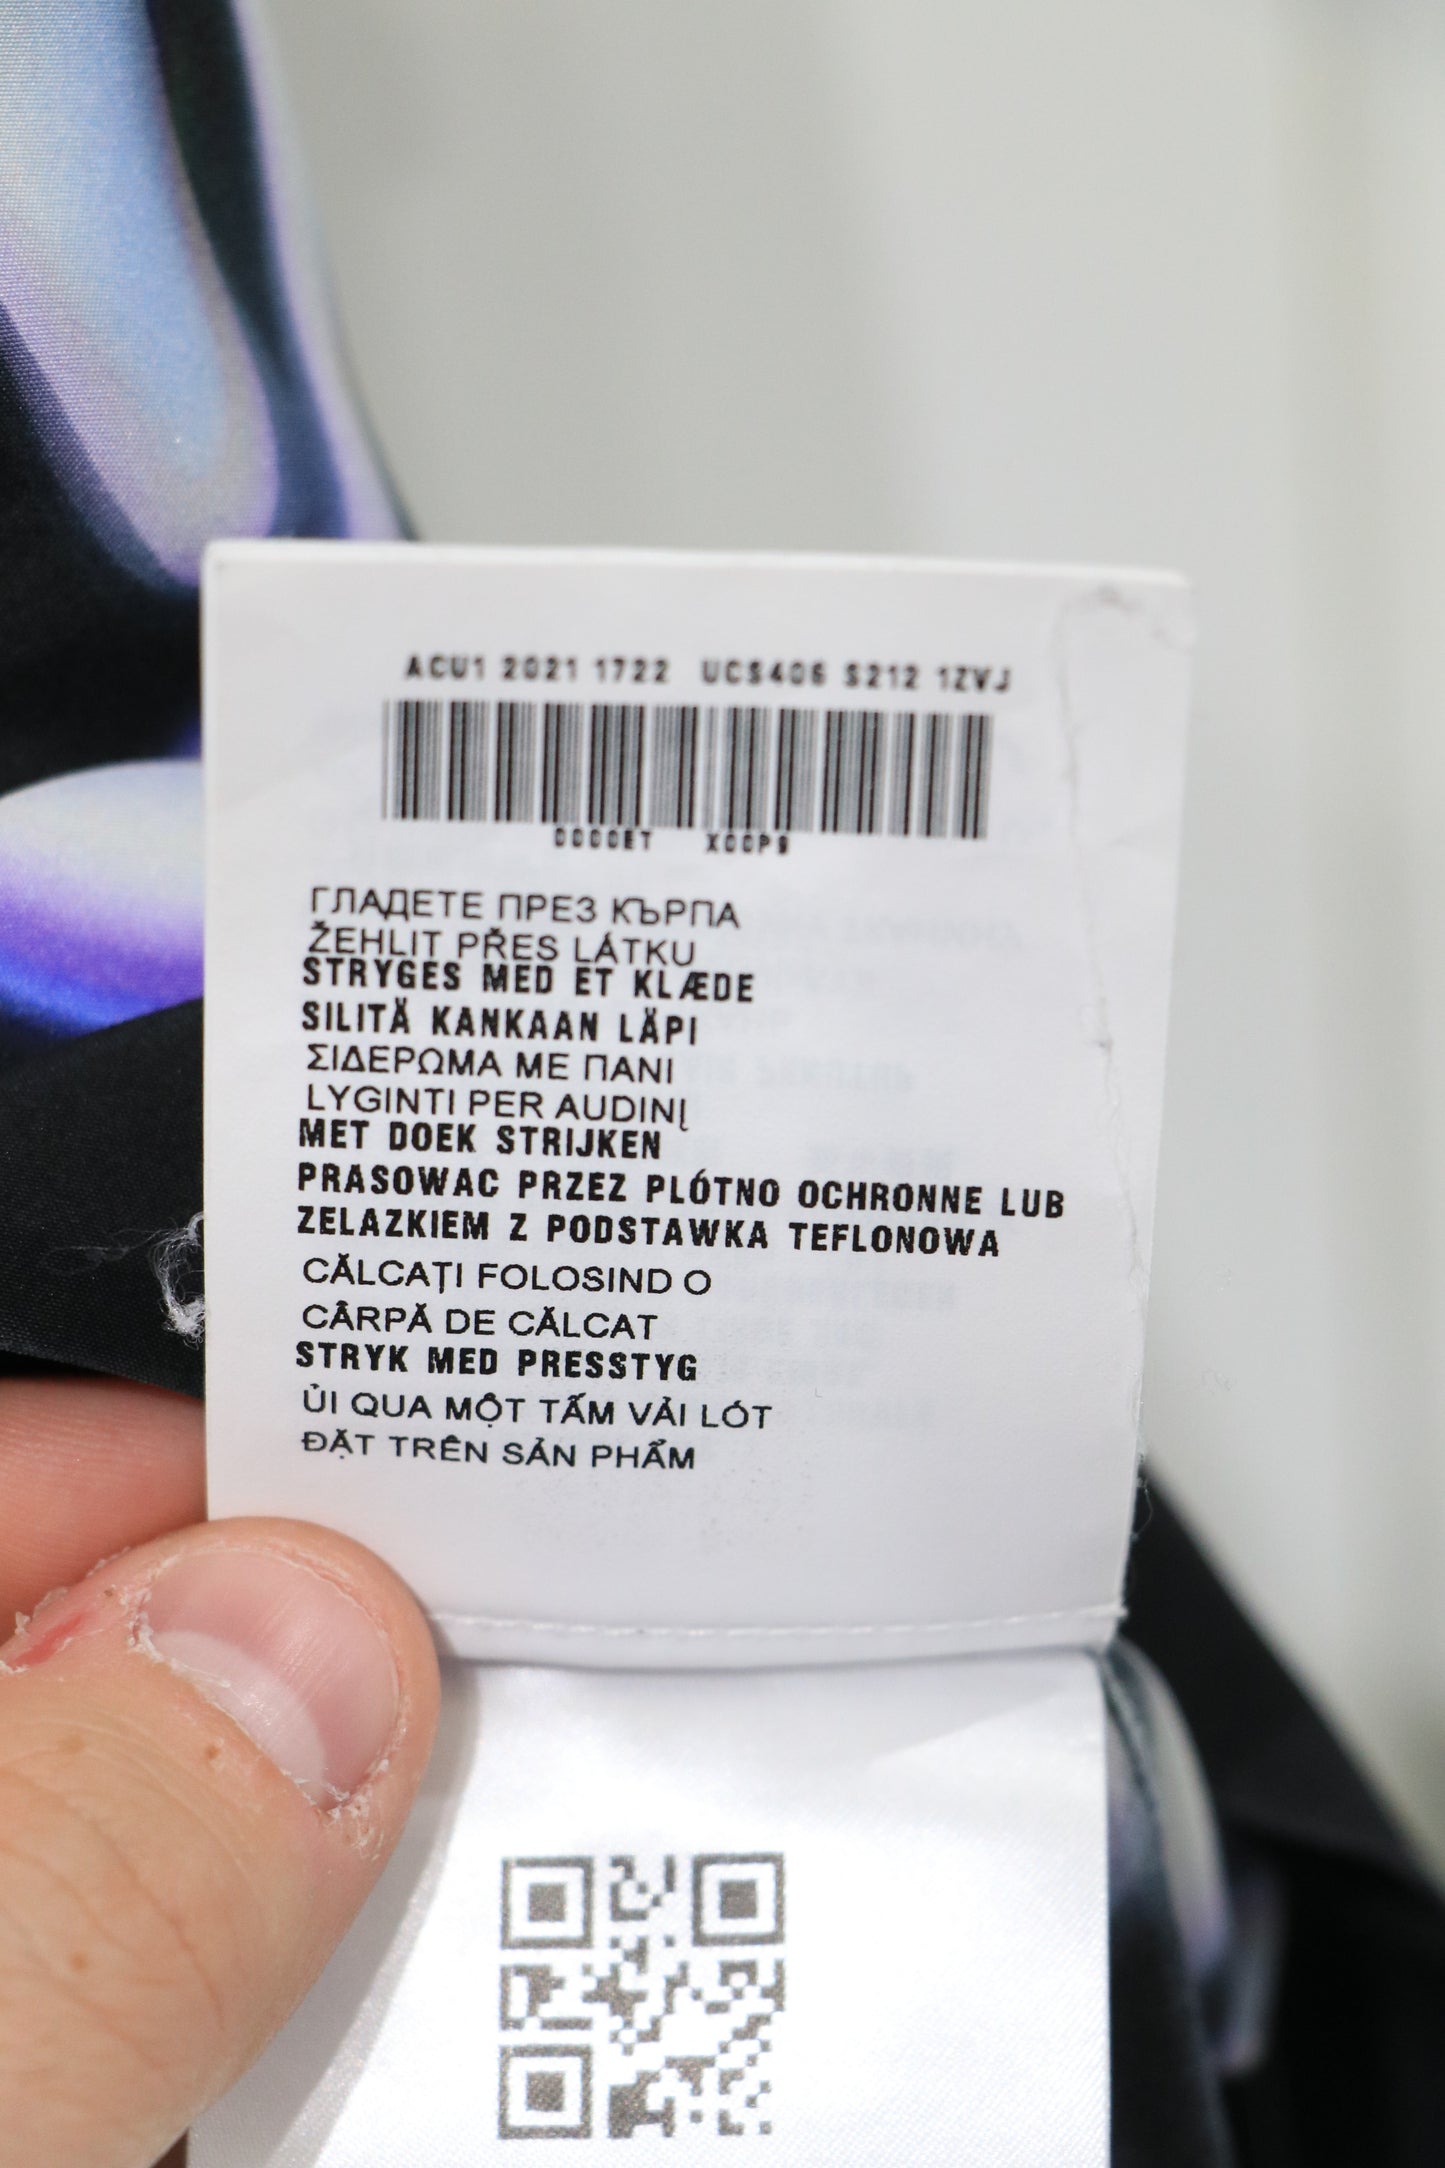 ACU1 2021 1722 UCS406 S212 1ZVJ
0000ET X00P9
ГЛАДЕТЕ ПРЕЗ КЪРПА
ŽEHLIT PŘES LÁTKU
STRYGES MED ET KLÆDE
SILITÄ KANKAAN LÄPI
ΣΙΔΕΡΩΜΑ ΜΕ ΠΑΝΙ
LYGINTI PER AUDINĮ
MET DOEK STRIJKEN
PRASOWAC PRZEZ PLÓTNO OCHRONNE LUB
ZELAZKIEM Z PODSTAWKA TEFLONOWA
CĂLCAȚI FOLOSIND O
CÂRPĂ DE CĂLCAT
STRYK MED PRESSTYG
ỦI QUA MỘT TẤM VẢI LÓT
ĐẶT TRÊN SẢN PHẨM